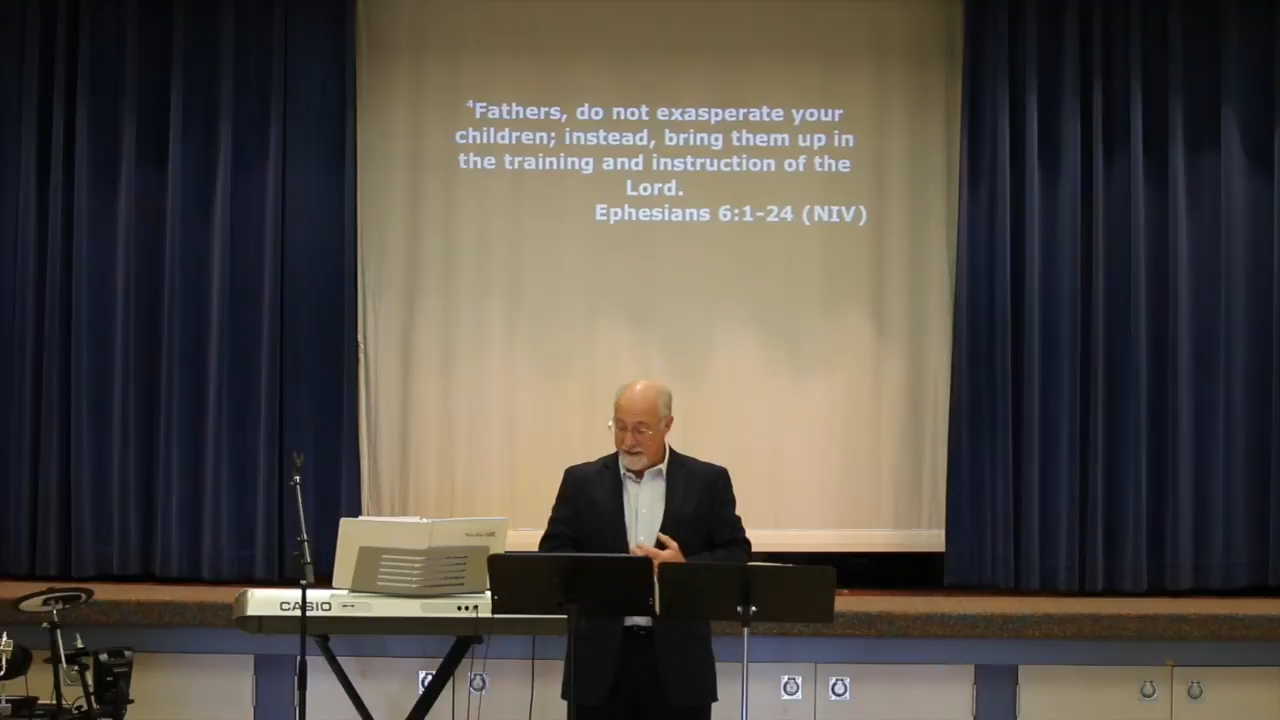 ⁴Fathers, do not exasperate your
children; instead, bring them up in
the training and instruction of the
Lord.
Ephesians 6:1-24 (NIV)
CASIO